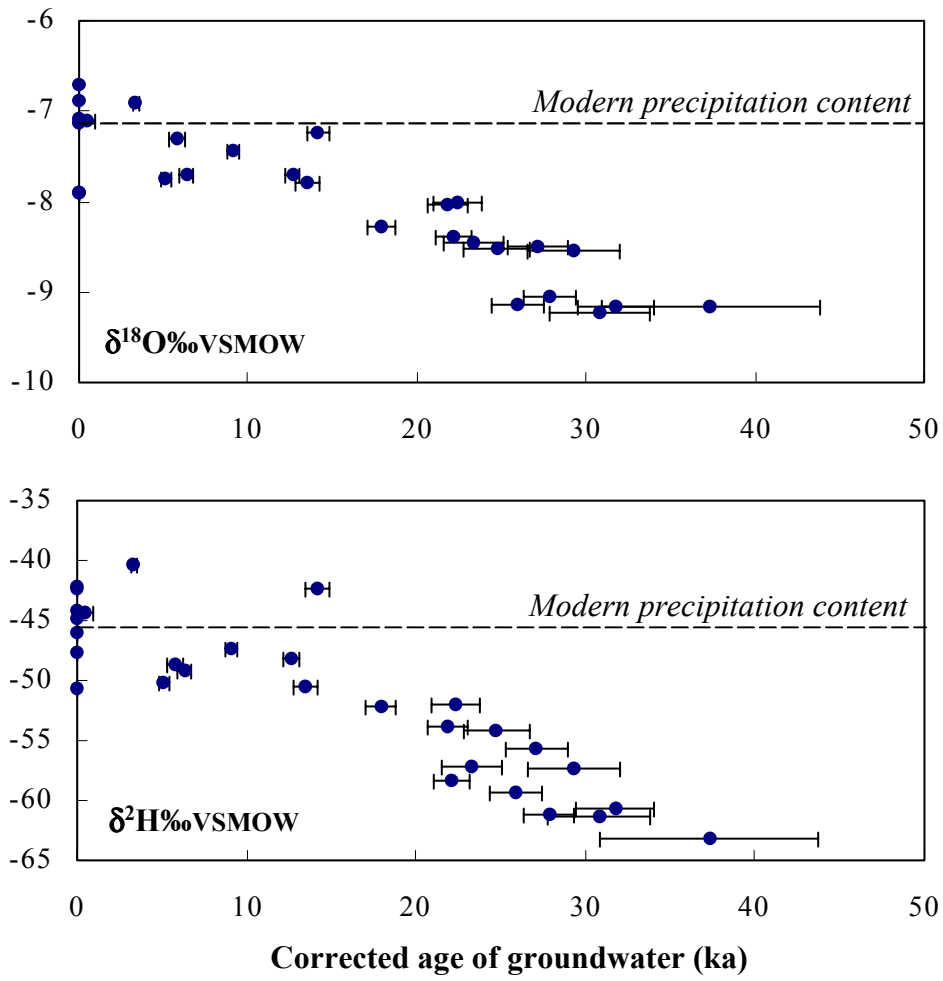 -6
Modern precipitation content
-7
-8
-9
δ¹⁸O‰VSMOW
-10
0 10 20 30 40 50
-35
-40
Modern precipitation content
-45
-50
-55
-60
δ²H‰VSMOW
-65
0 10 20 30 40 50
Corrected age of groundwater (ka)